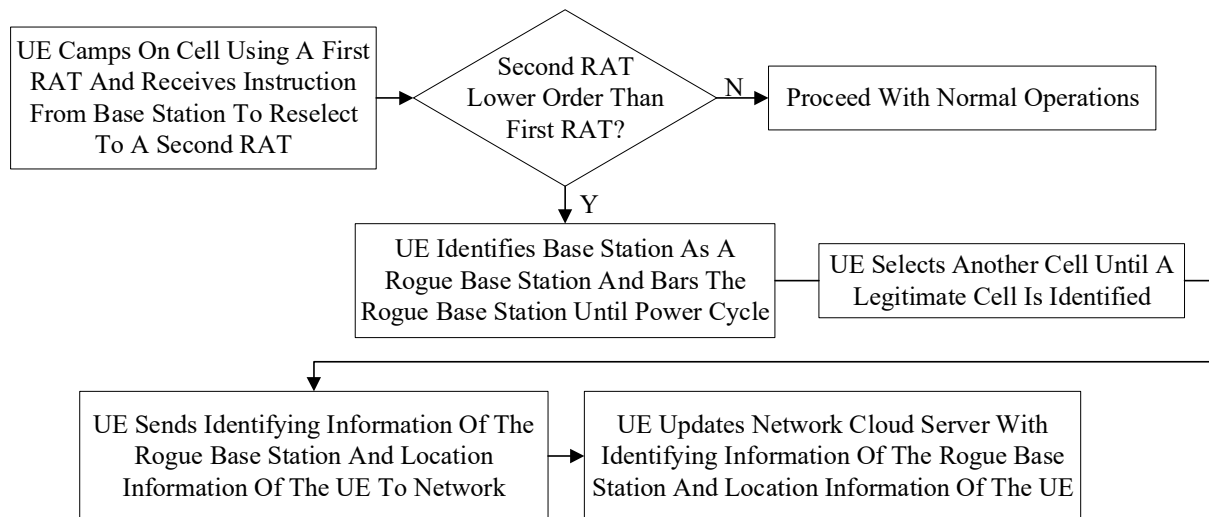 UE Camps On Cell Using A First
RAT And Receives Instruction
From Base Station To Reselect
To A Second RAT
Second RAT
Lower Order Than
First RAT?
N
Proceed With Normal Operations
Y
UE Identifies Base Station As A
Rogue Base Station And Bars The
Rogue Base Station Until Power Cycle
UE Selects Another Cell Until A
Legitimate Cell Is Identified
UE Sends Identifying Information Of The
Rogue Base Station And Location
Information Of The UE To Network
UE Updates Network Cloud Server With
Identifying Information Of The Rogue Base
Station And Location Information Of The UE